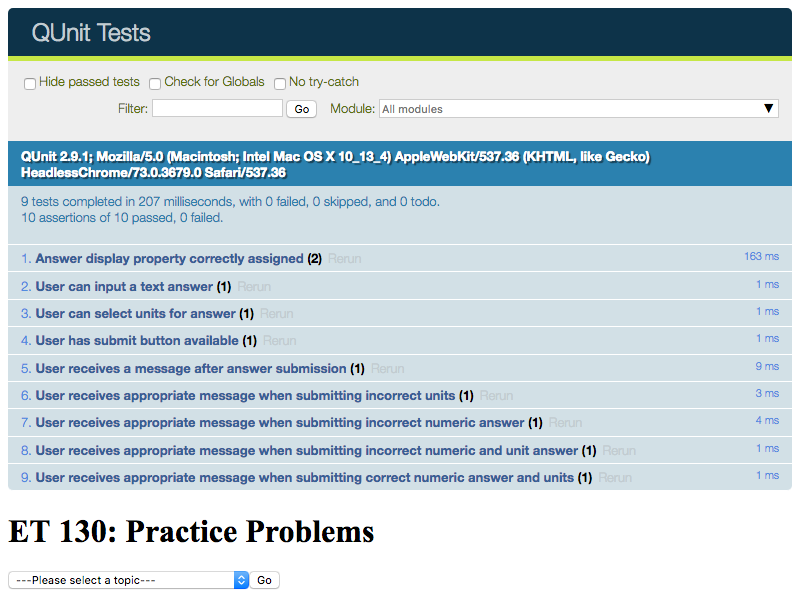 QUnit Tests
Hide passed tests Check for Globals No try-catch
Filter: Go Module: All modules ▼
QUnit 2.9.1; Mozilla/5.0 (Macintosh; Intel Mac OS X 10_13_4) AppleWebKit/537.36 (KHTML, like Gecko)
HeadlessChrome/73.0.3679.0 Safari/537.36
9 tests completed in 207 milliseconds, with 0 failed, 0 skipped, and 0 todo.
10 assertions of 10 passed, 0 failed.
1. Answer display property correctly assigned (2) Rerun 163 ms
2. User can input a text answer (1) Rerun 1 ms
3. User can select units for answer (1) Rerun 1 ms
4. User has submit button available (1) Rerun 1 ms
5. User receives a message after answer submission (1) Rerun 9 ms
6. User receives appropriate message when submitting incorrect units (1) Rerun 3 ms
7. User receives appropriate message when submitting incorrect numeric answer (1) Rerun 4 ms
8. User receives appropriate message when submitting incorrect numeric and unit answer (1) Rerun 1 ms
9. User receives appropriate message when submitting correct numeric answer and units (1) Rerun 1 ms
ET 130: Practice Problems
---Please select a topic--- Go